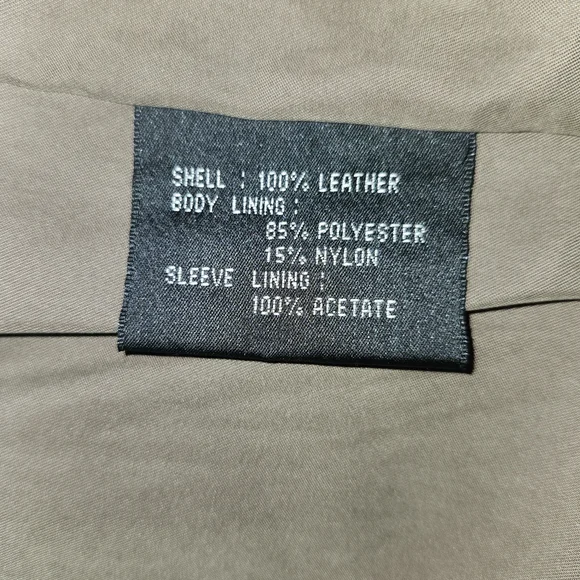 SHELL : 100% LEATHER
BODY LINING :
85% POLYESTER
15% NYLON
SLEEVE LINING :
100% ACETATE